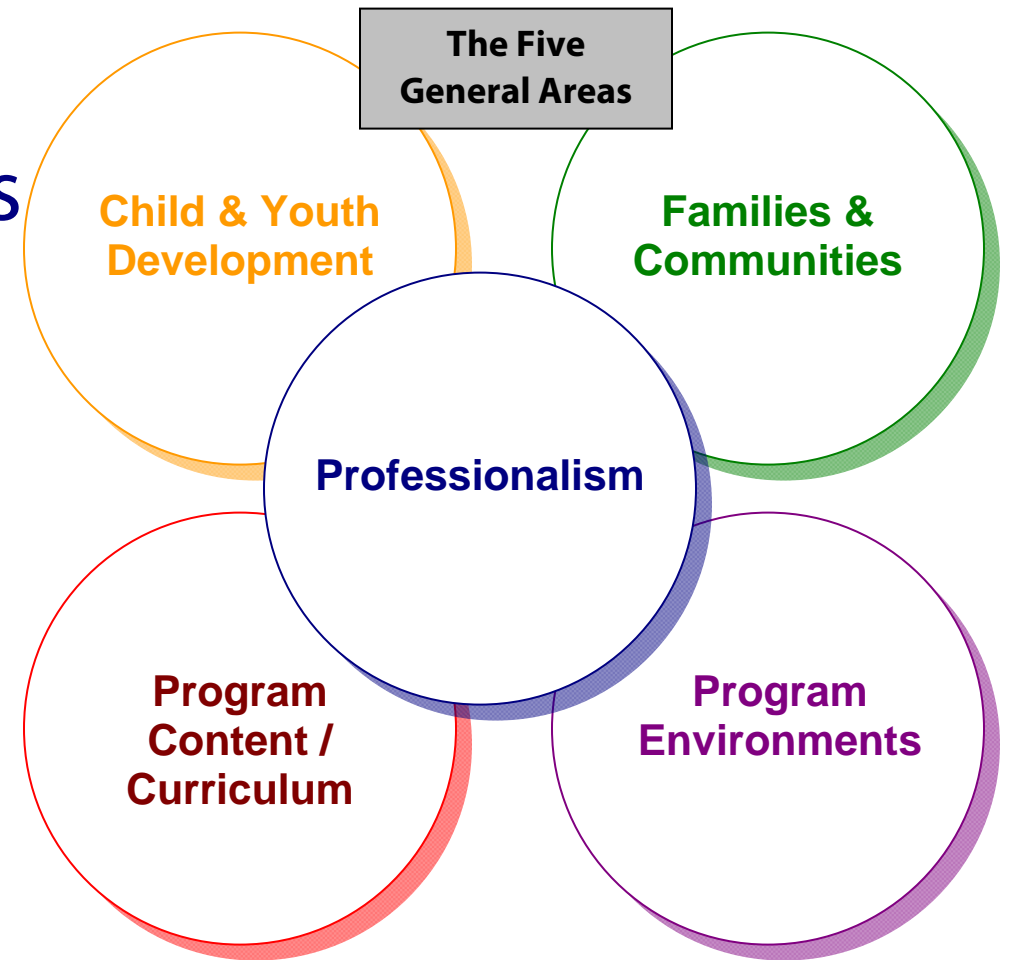 The Five
General Areas
s
Child & Youth
Development
Families &
Communities
Professionalism
Program
Content /
Curriculum
Program
Environments